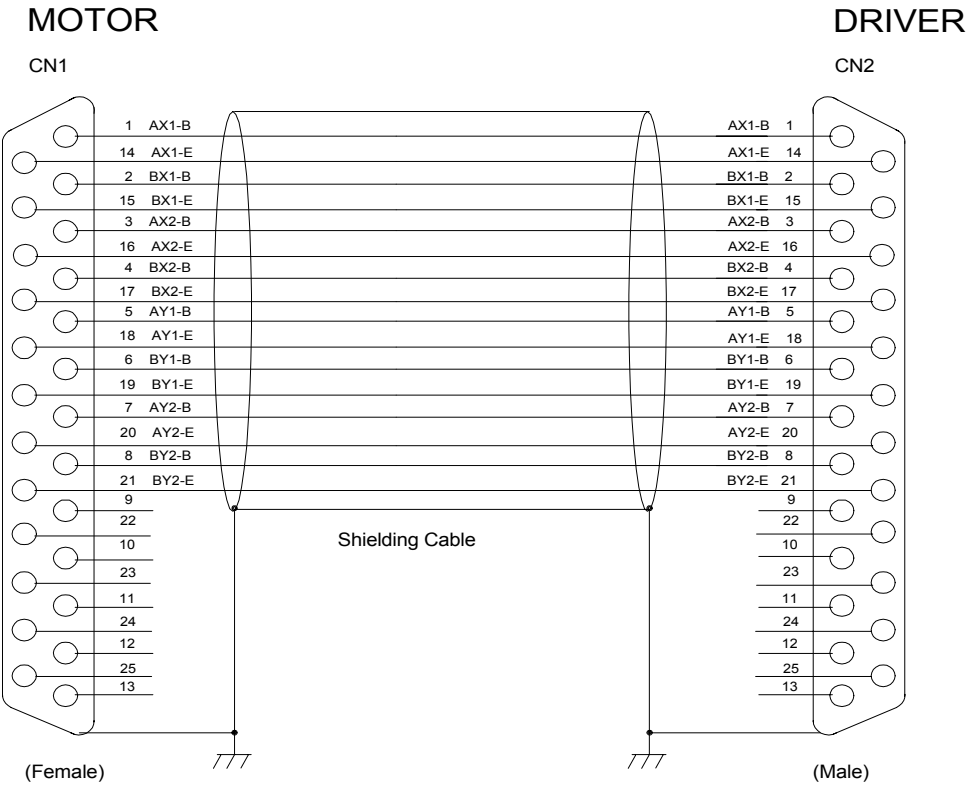 MOTOR DRIVER
CN1 CN2
1 AX1-B AX1-B 1
14 AX1-E AX1-E 14
2 BX1-B BX1-B 2
15 BX1-E BX1-E 15
3 AX2-B AX2-B 3
16 AX2-E AX2-E 16
4 BX2-B BX2-B 4
17 BX2-E BX2-E 17
5 AY1-B AY1-B 5
18 AY1-E AY1-E 18
6 BY1-B BY1-B 6
19 BY1-E BY1-E 19
7 AY2-B AY2-B 7
20 AY2-E AY2-E 20
8 BY2-B BY2-B 8
21 BY2-E BY2-E 21
9 9
22 22
10 Shielding Cable 10
23 23
11 11
24 24
12 12
25 25
13 13
(Female) (Male)